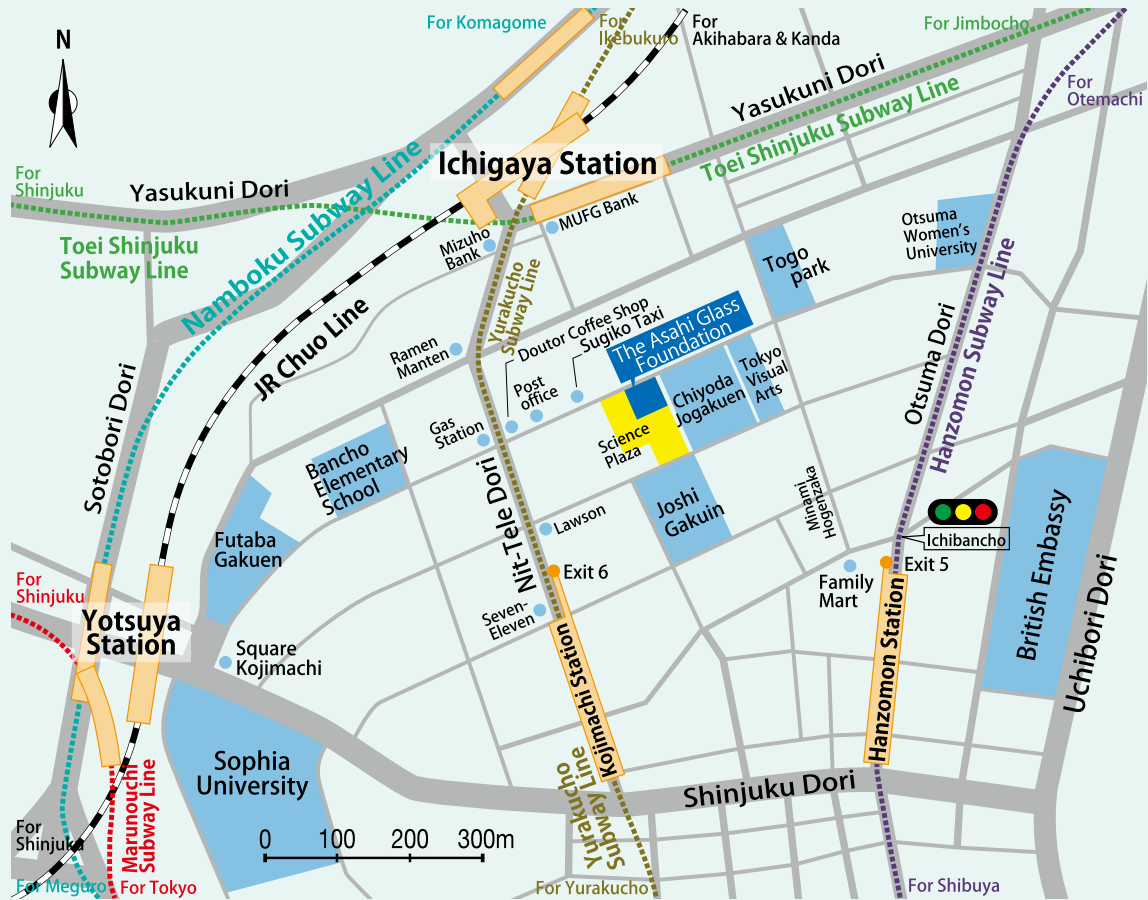 For Komagome
For
Ikebukuro
For
Akihabara & Kanda
For Jimbocho
N
Yasukuni Dori
Toei Shinjuku Subway Line
For
Otemachi
Ichigaya Station
For
Shinjuku
Yasukuni Dori
Namboku Subway Line
Toei Shinjuku
Subway Line
MUFG Bank
Mizuho
Bank
Otsuma
Women's
University
Togo
park
Yurakucho
Subway Line
JR Chuo Line
Doutor Coffee Shop
Sugiko Taxi
The Asahi Glass
Foundation
Ramen
Manten
Post
office
Otsuma Dori
Hanzomon Subway Line
Tokyo
Visual
Arts
Chiyoda
Jogakuen
Sotobori Dori
Gas
Station
Science
Plaza
Bancho
Elementary
School
Nit-Tele Dori
Joshi
Gakuin
Minami
Hogenzaka
Lawson
Ichibancho
British Embassy
Futaba
Gakuen
Exit 6
Exit 5
Family
Mart
For
Shinjuku
Yotsuya
Station
Seven-
Eleven
Uchibori Dori
Square
Kojimachi
Kojimachi Station
Hanzomon Station
Sophia
University
Marunouchi
Subway Line
Yurakucho
Subway Line
Shinjuku Dori
For
Shinjuku
0 100 200 300m
For Meguro
For Tokyo
For Yurakucho
For Shibuya